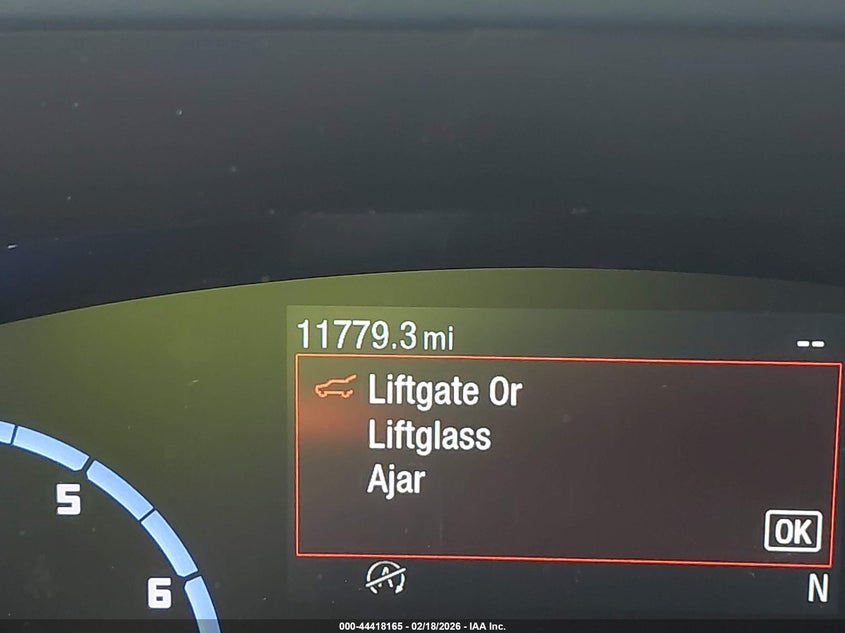 11779.3 mi
--
Liftgate Or
Liftglass
Ajar
OK
5
6
A
N
000-44418165 - 02/18/2026 - IAA Inc.